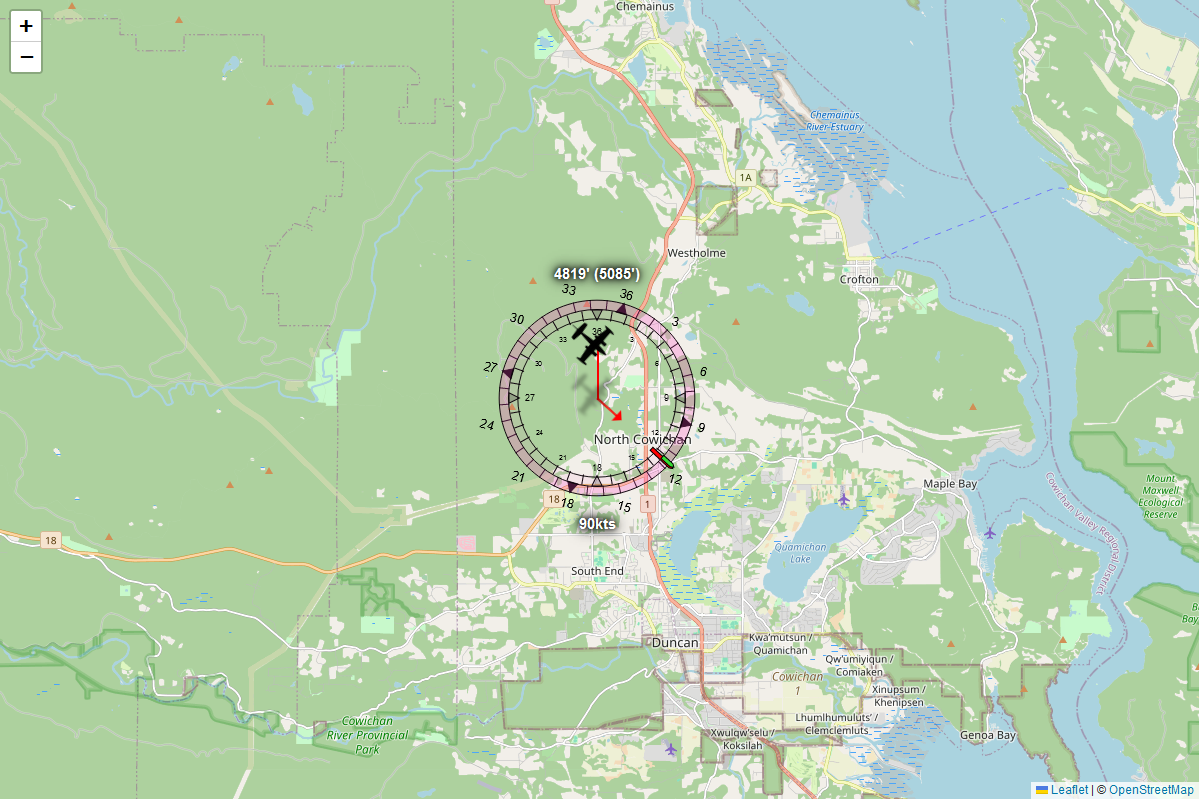 Chemainus
+
−
Chemainus
River Estuary
1A
Westholme
4819' (5085')
Crofton
33
36
30
3
36
33
3
30
6
27
6
27
9
24
9
24
12
North Cowichan
21
15
18
21
12
Maple Bay
Mount
Maxwell
Ecological
Reserve
18
18
15
1
90kts
Cowichan Valley Regional District
18
Quamichan
Lake
South End
Duncan
Kwa'mutsun /
Quamichan
Qw'umiyiqun /
Comiaken
Cowichan
1
Xinupsum /
Khenipsen
Lhumlhumuluts' /
Clemclemluts
Cowichan
River Provincial
Park
Xwulqw'selu /
Koksilah
Genoa Bay
Leaflet | © OpenStreetMap